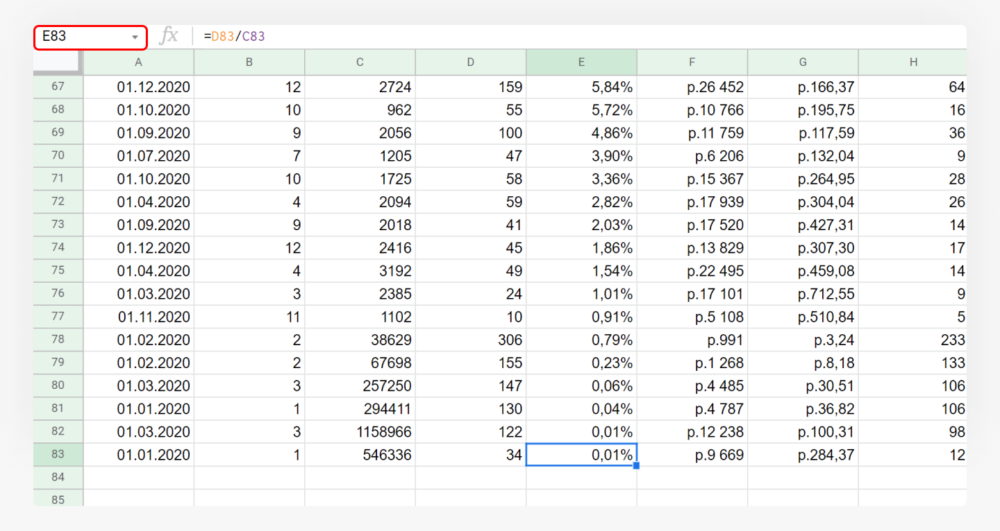 E83 fx =D83/C83
A B C D E F G H
67 01.12.2020 12 2724 159 5,84% р.26 452 р.166,37 64
68 01.10.2020 10 962 55 5,72% р.10 766 р.195,75 16
69 01.09.2020 9 2056 100 4,86% р.11 759 р.117,59 36
70 01.07.2020 7 1205 47 3,90% р.6 206 р.132,04 9
71 01.10.2020 10 1725 58 3,36% р.15 367 р.264,95 28
72 01.04.2020 4 2094 59 2,82% р.17 939 р.304,04 26
73 01.09.2020 9 2018 41 2,03% р.17 520 р.427,31 14
74 01.12.2020 12 2416 45 1,86% р.13 829 р.307,30 17
75 01.04.2020 4 3192 49 1,54% р.22 495 р.459,08 14
76 01.03.2020 3 2385 24 1,01% р.17 101 р.712,55 9
77 01.11.2020 11 1102 10 0,91% р.5 108 р.510,84 5
78 01.02.2020 2 38629 306 0,79% р.991 р.3,24 233
79 01.02.2020 2 67698 155 0,23% р.1 268 р.8,18 133
80 01.03.2020 3 257250 147 0,06% р.4 485 р.30,51 106
81 01.01.2020 1 294411 130 0,04% р.4 787 р.36,82 106
82 01.03.2020 3 1158966 122 0,01% р.12 238 р.100,31 98
83 01.01.2020 1 546336 34 0,01% р.9 669 р.284,37 12
84
85